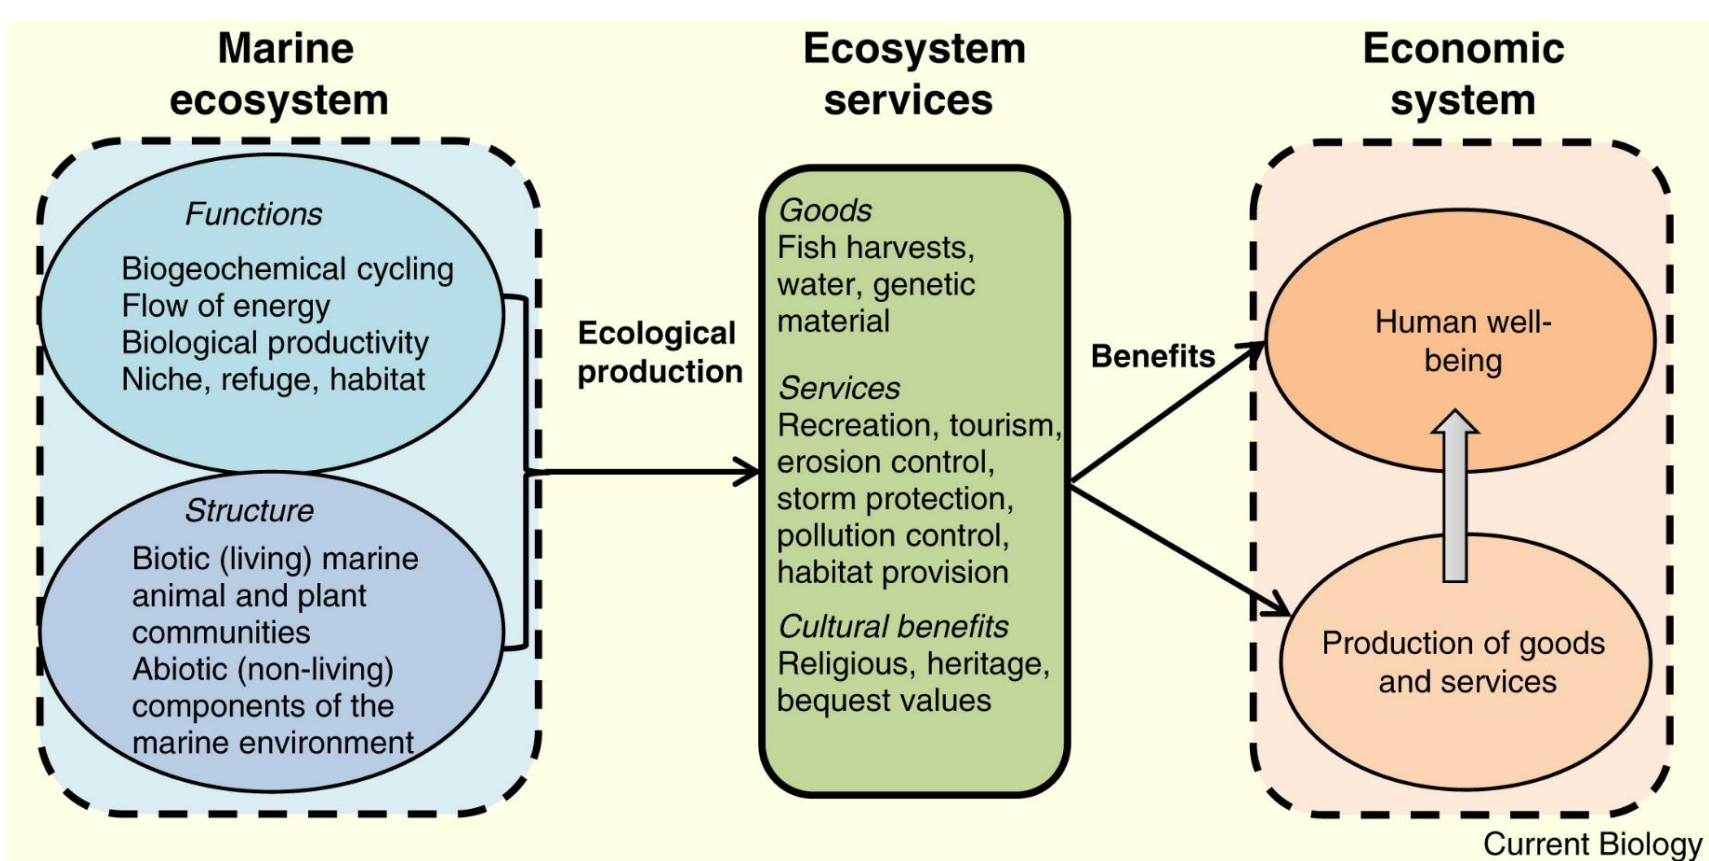 Marine
ecosystem
Functions
Biogeochemical cycling
Flow of energy
Biological productivity
Niche, refuge, habitat
Structure
Biotic (living) marine
animal and plant
communities
Abiotic (non-living)
components of the
marine environment
Ecological
production
Ecosystem
services
Goods
Fish harvests,
water, genetic
material
Services
Recreation, tourism,
erosion control,
storm protection,
pollution control,
habitat provision
Cultural benefits
Religious, heritage,
bequest values
Benefits
Economic
system
Human well-
being
Production of goods
and services
Current Biology